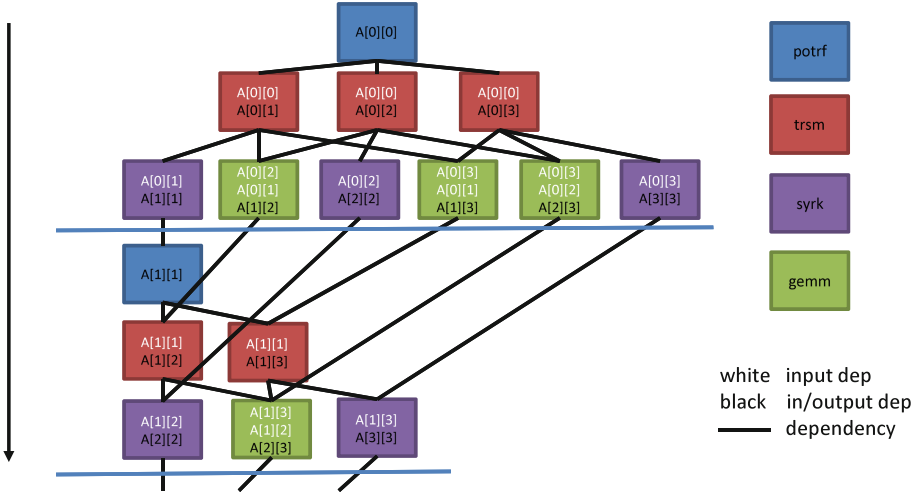 A[0][0]
potrf
A[0][0]
A[0][1]
A[0][0]
A[0][2]
A[0][0]
A[0][3]
trsm
A[0][1]
A[1][1]
A[0][2]
A[0][1]
A[1][2]
A[0][2]
A[2][2]
A[0][3]
A[0][1]
A[1][3]
A[0][3]
A[0][2]
A[2][3]
A[0][3]
A[3][3]
syrk
A[1][1]
gemm
A[1][1]
A[1][2]
A[1][1]
A[1][3]
A[1][2]
A[2][2]
A[1][3]
A[1][2]
A[2][3]
A[1][3]
A[3][3]
white input dep
black in/output dep
dependency